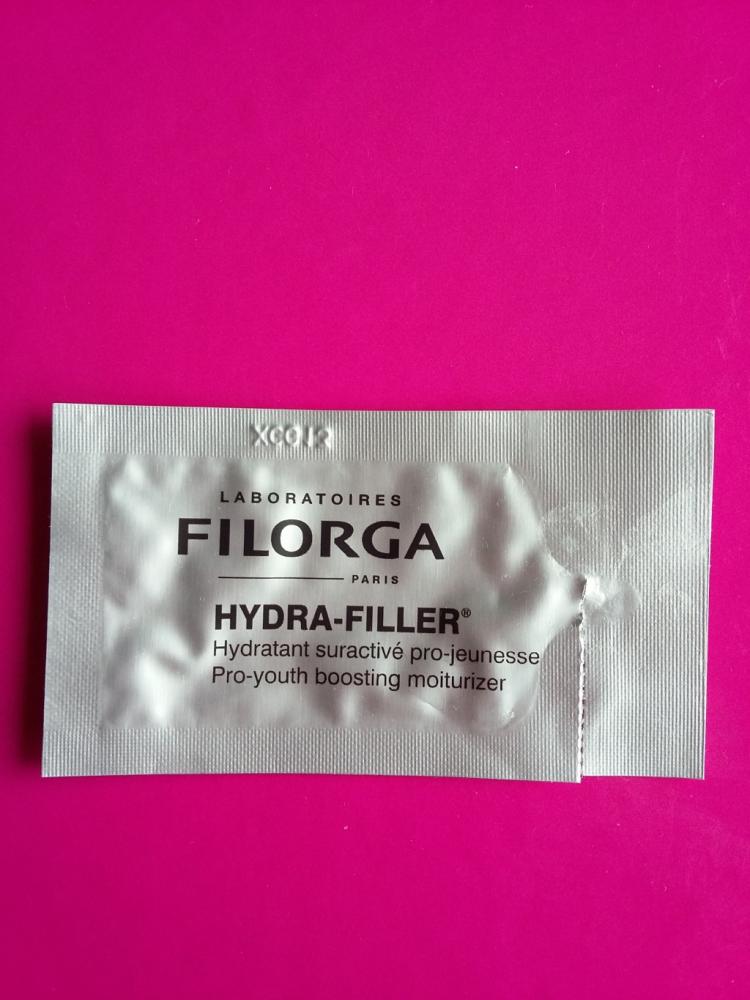 LABORATOIRES
FILORGA
PARIS
HYDRA-FILLER®
Hydratant suractivé pro-jeunesse
Pro-youth boosting moiturizer